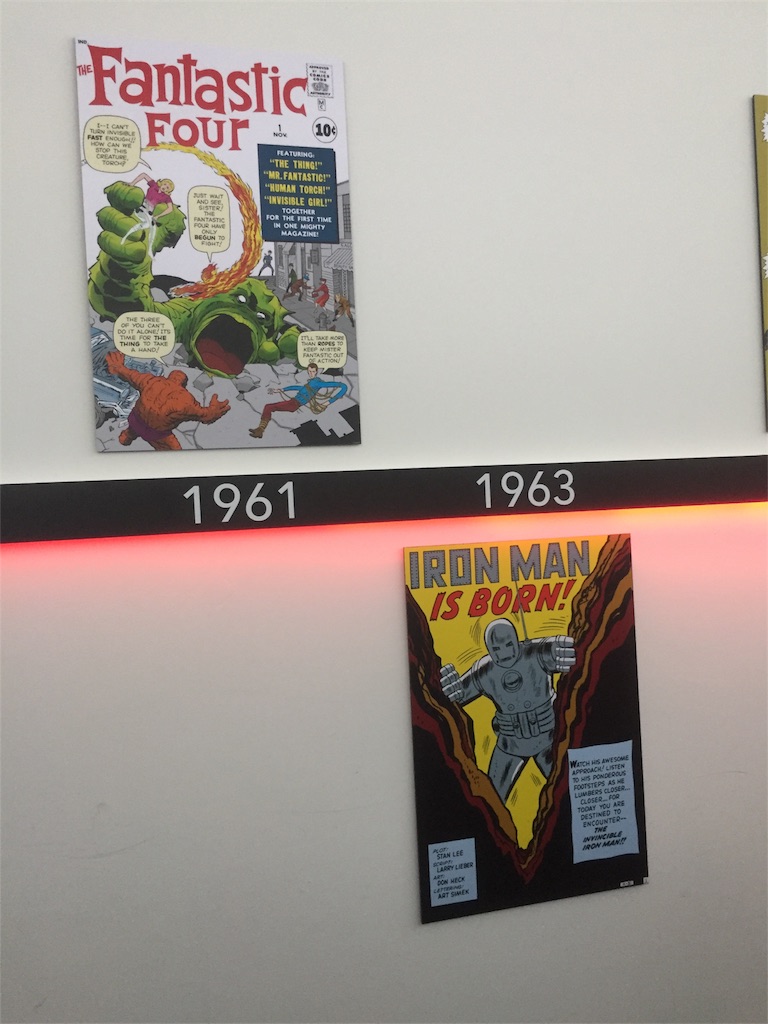 THE
Fantastic
FOUR
APPROVED
BY THE
COMICS
CODE
AUTHORITY
1
NOV.
10¢
I--I CAN'T
TURN INVISIBLE
FAST ENOUGH!!
HOW CAN WE
STOP THIS
CREATURE,
TORCH?
FEATURING:
"THE THING!"
"MR. FANTASTIC!"
"HUMAN TORCH!"
"INVISIBLE GIRL!"
TOGETHER
FOR THE FIRST TIME
IN ONE MIGHTY
MAGAZINE!
JUST WAIT
AND SEE,
SISTER!
THE
FANTASTIC
FOUR HAVE
ONLY
BEGUN TO
FIGHT!
THE THREE
OF YOU CAN'T
DO IT ALONE! IT'S
TIME FOR THE
THING TO TAKE
A HAND!
IT'LL TAKE MORE
THAN ROPES TO
KEEP MISTER
FANTASTIC OUT
OF ACTION!
1961
1963
IRON MAN
IS BORN!
WATCH HIS AWESOME
APPROACH! LISTEN
TO HIS PONDEROUS
FOOTSTEPS AS HE
LUMBERS CLOSER...
CLOSER... FOR
TODAY YOU ARE
DESTINED TO
ENCOUNTER--
THE
INVINCIBLE
IRON MAN!!
PLOT:
STAN LEE
SCRIPT:
LARRY LIEBER
ART:
DON HECK
LETTERING:
ART SIMEK